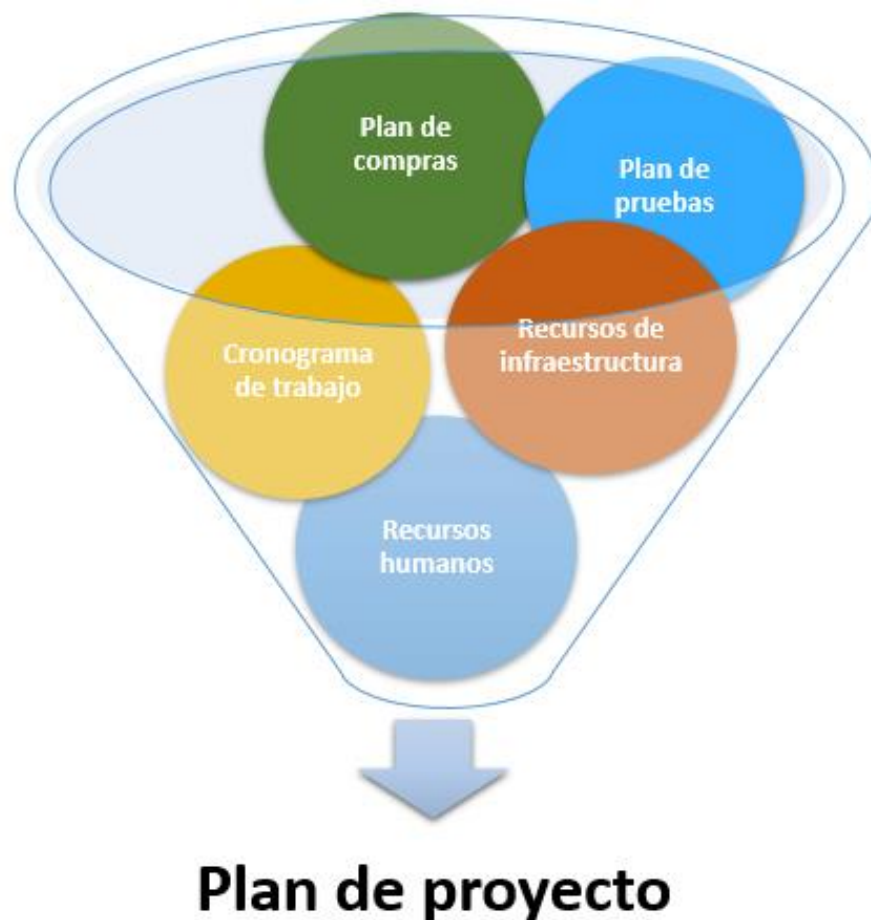 Plan de
compras
Plan de
pruebas
Cronograma
de trabajo
Recursos de
infraestructura
Recursos
humanos
Plan de proyecto